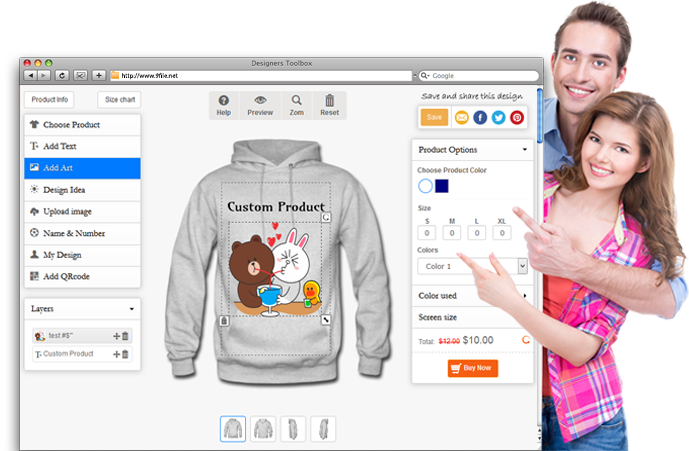 Designers Toolbox
http://www.9file.net
Google
Product Info
Size chart
Choose Product
Add Text
Add Art
Design Idea
Upload image
Name & Number
My Design
Add QRcode
Layers
test #$"
Custom Product
Help
Preview
Zom
Reset
Custom Product
Save and share this design
Save
Product Options
Choose Product Color
Size
S M L XL
0 0 0 0
Colors
Color 1
Color used
Screen size
Total: $12.00 $10.00
Buy Now